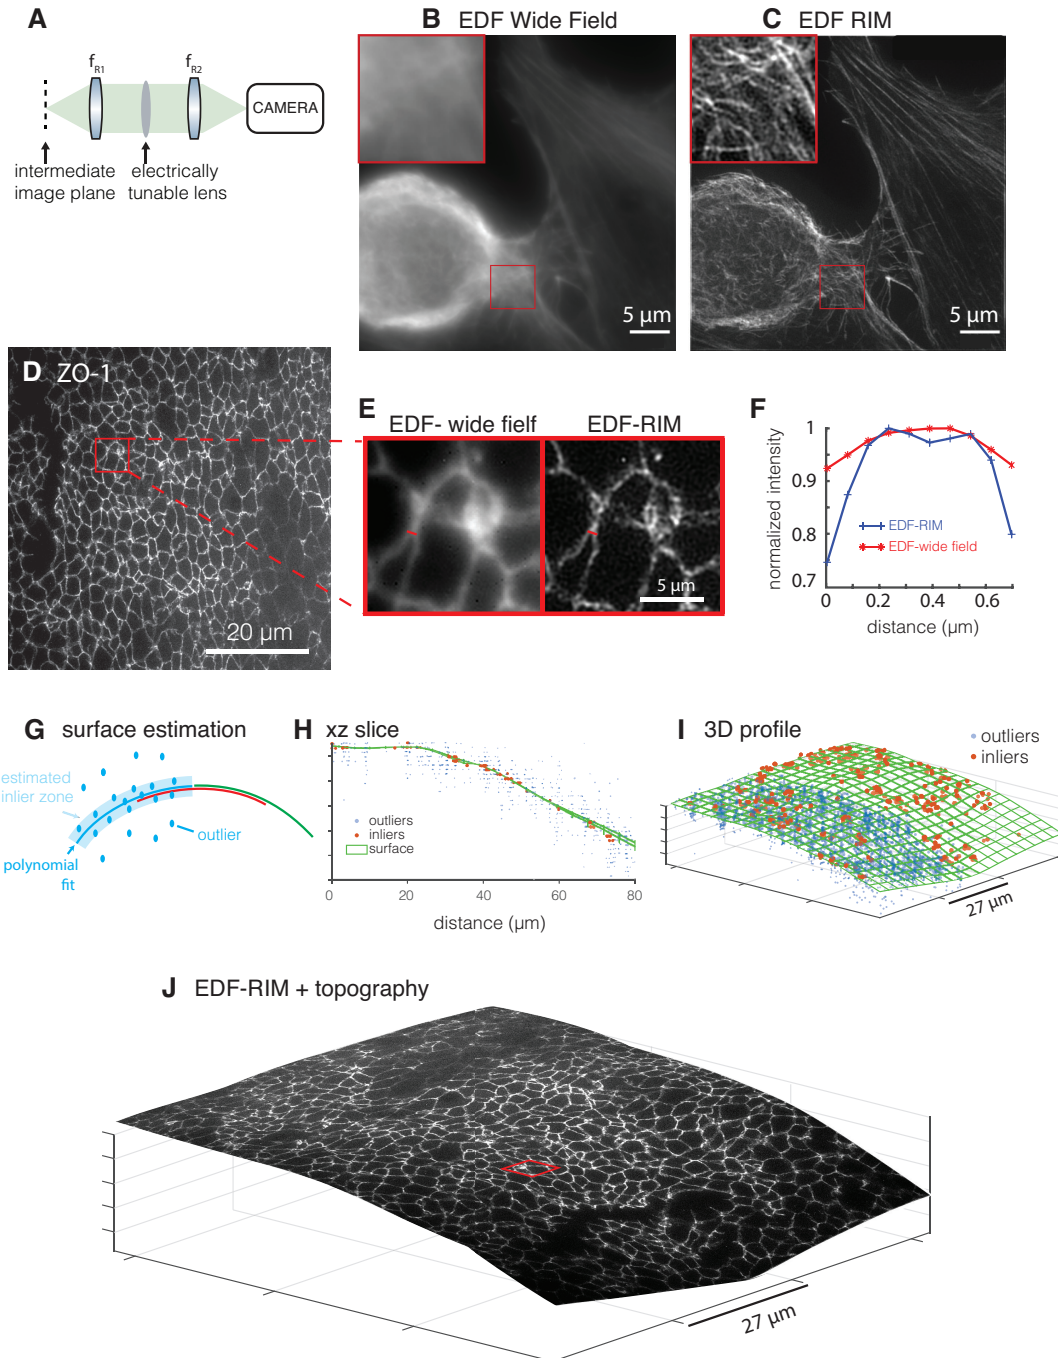 A
f R1
f R2
CAMERA
intermediate
image plane
electrically
tunable lens
B EDF Wide Field
5 µm
C EDF RIM
5 µm
D ZO-1
20 µm
E
EDF- wide fielf
EDF-RIM
5 µm
F
normalized intensity
1
0.9
0.8
0.7
EDF-RIM
EDF-wide field
0
0.2
0.4
0.6
distance (µm)
G surface estimation
estimated
inlier zone
outlier
polynomial
fit
H xz slice
outliers
inliers
surface
0
20
40
60
80
distance (µm)
I 3D profile
outliers
inliers
27 µm
J EDF-RIM + topography
27 µm